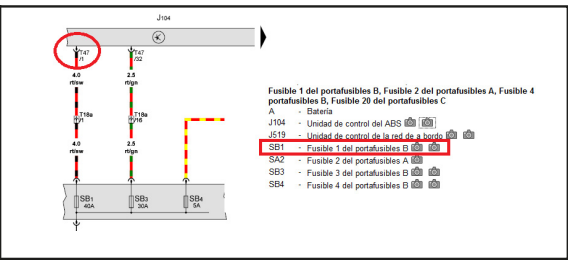 J104
T47
/1
T47
/32
4.0
rt/sw
2.5
rt/gn
T18a
/1
T18a
/16
4.0
rt/sw
2.5
rt/gn
SB1
40A
SB3
30A
SB4
5A
Fusible 1 del portafusibles B, Fusible 2 del portafusibles A, Fusible 4
portafusibles B, Fusible 20 del portafusibles C
A - Batería
J104 - Unidad de control del ABS
J519 - Unidad de control de la red de a bordo
SB1 - Fusible 1 del portafusibles B
SA2 - Fusible 2 del portafusibles A
SB3 - Fusible 3 del portafusibles B
SB4 - Fusible 4 del portafusibles B